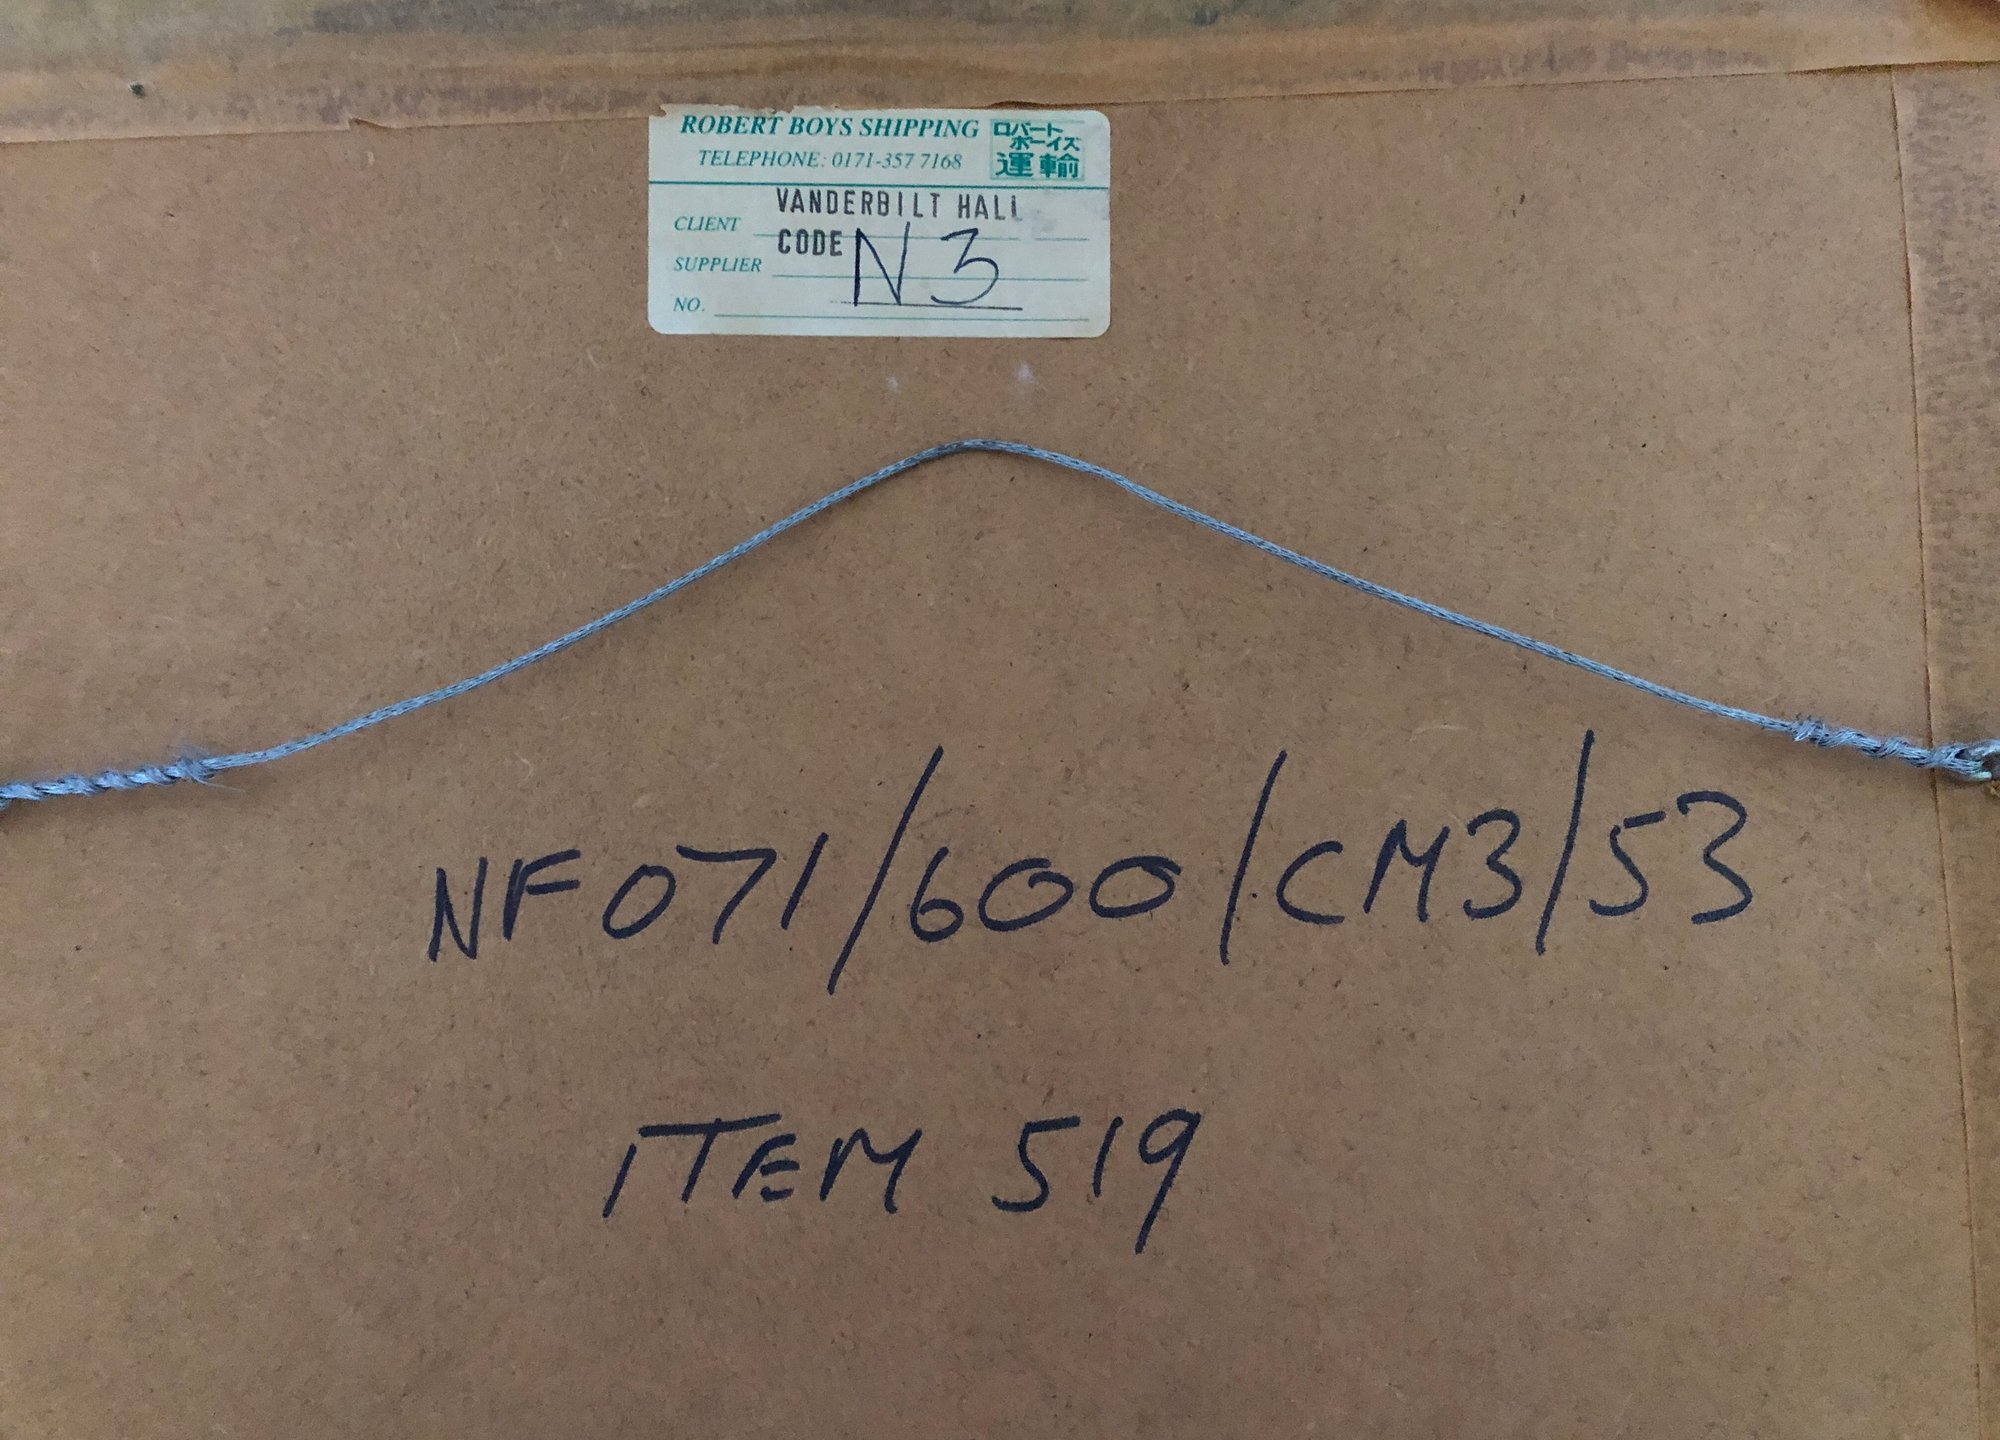 ROBERT BOYS SHIPPING
TELEPHONE: 0171-357 7168
ロバート
ボーイズ
運輸
VANDERBILT HALL
CLIENT
CODE N3
SUPPLIER
NO.
NF071/600/CM3/53
ITEM 519